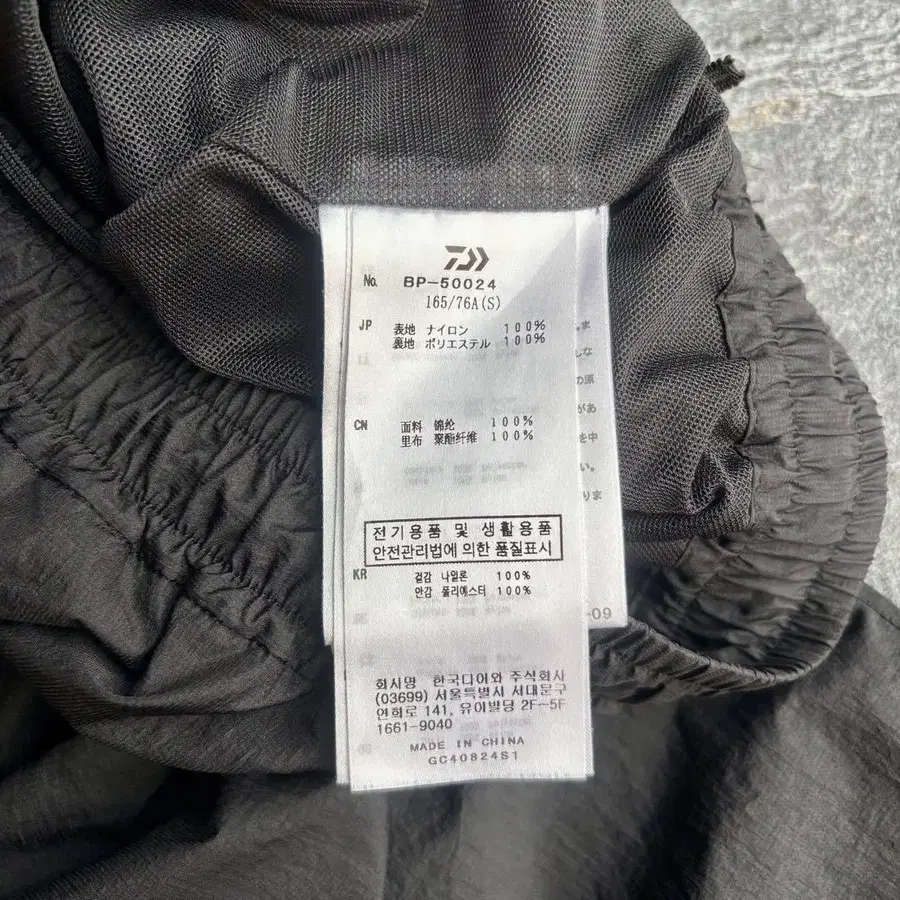 No. BP-50024
165/76A(S)
JP 表地 ナイロン 100%
裏地 ポリエステル 100%
CN 面料 锦纶 100%
里布 聚酯纤维 100%
전기용품 및 생활용품
안전관리법에 의한 품질표시
KR 겉감 나일론 100%
안감 폴리에스터 100%
-09
회사명 한국다이와 주식회사
(03699) 서울특별시 서대문구
연희로 141, 유이빌딩 2F-5F
1661-9040
MADE IN CHINA
GC40824S1